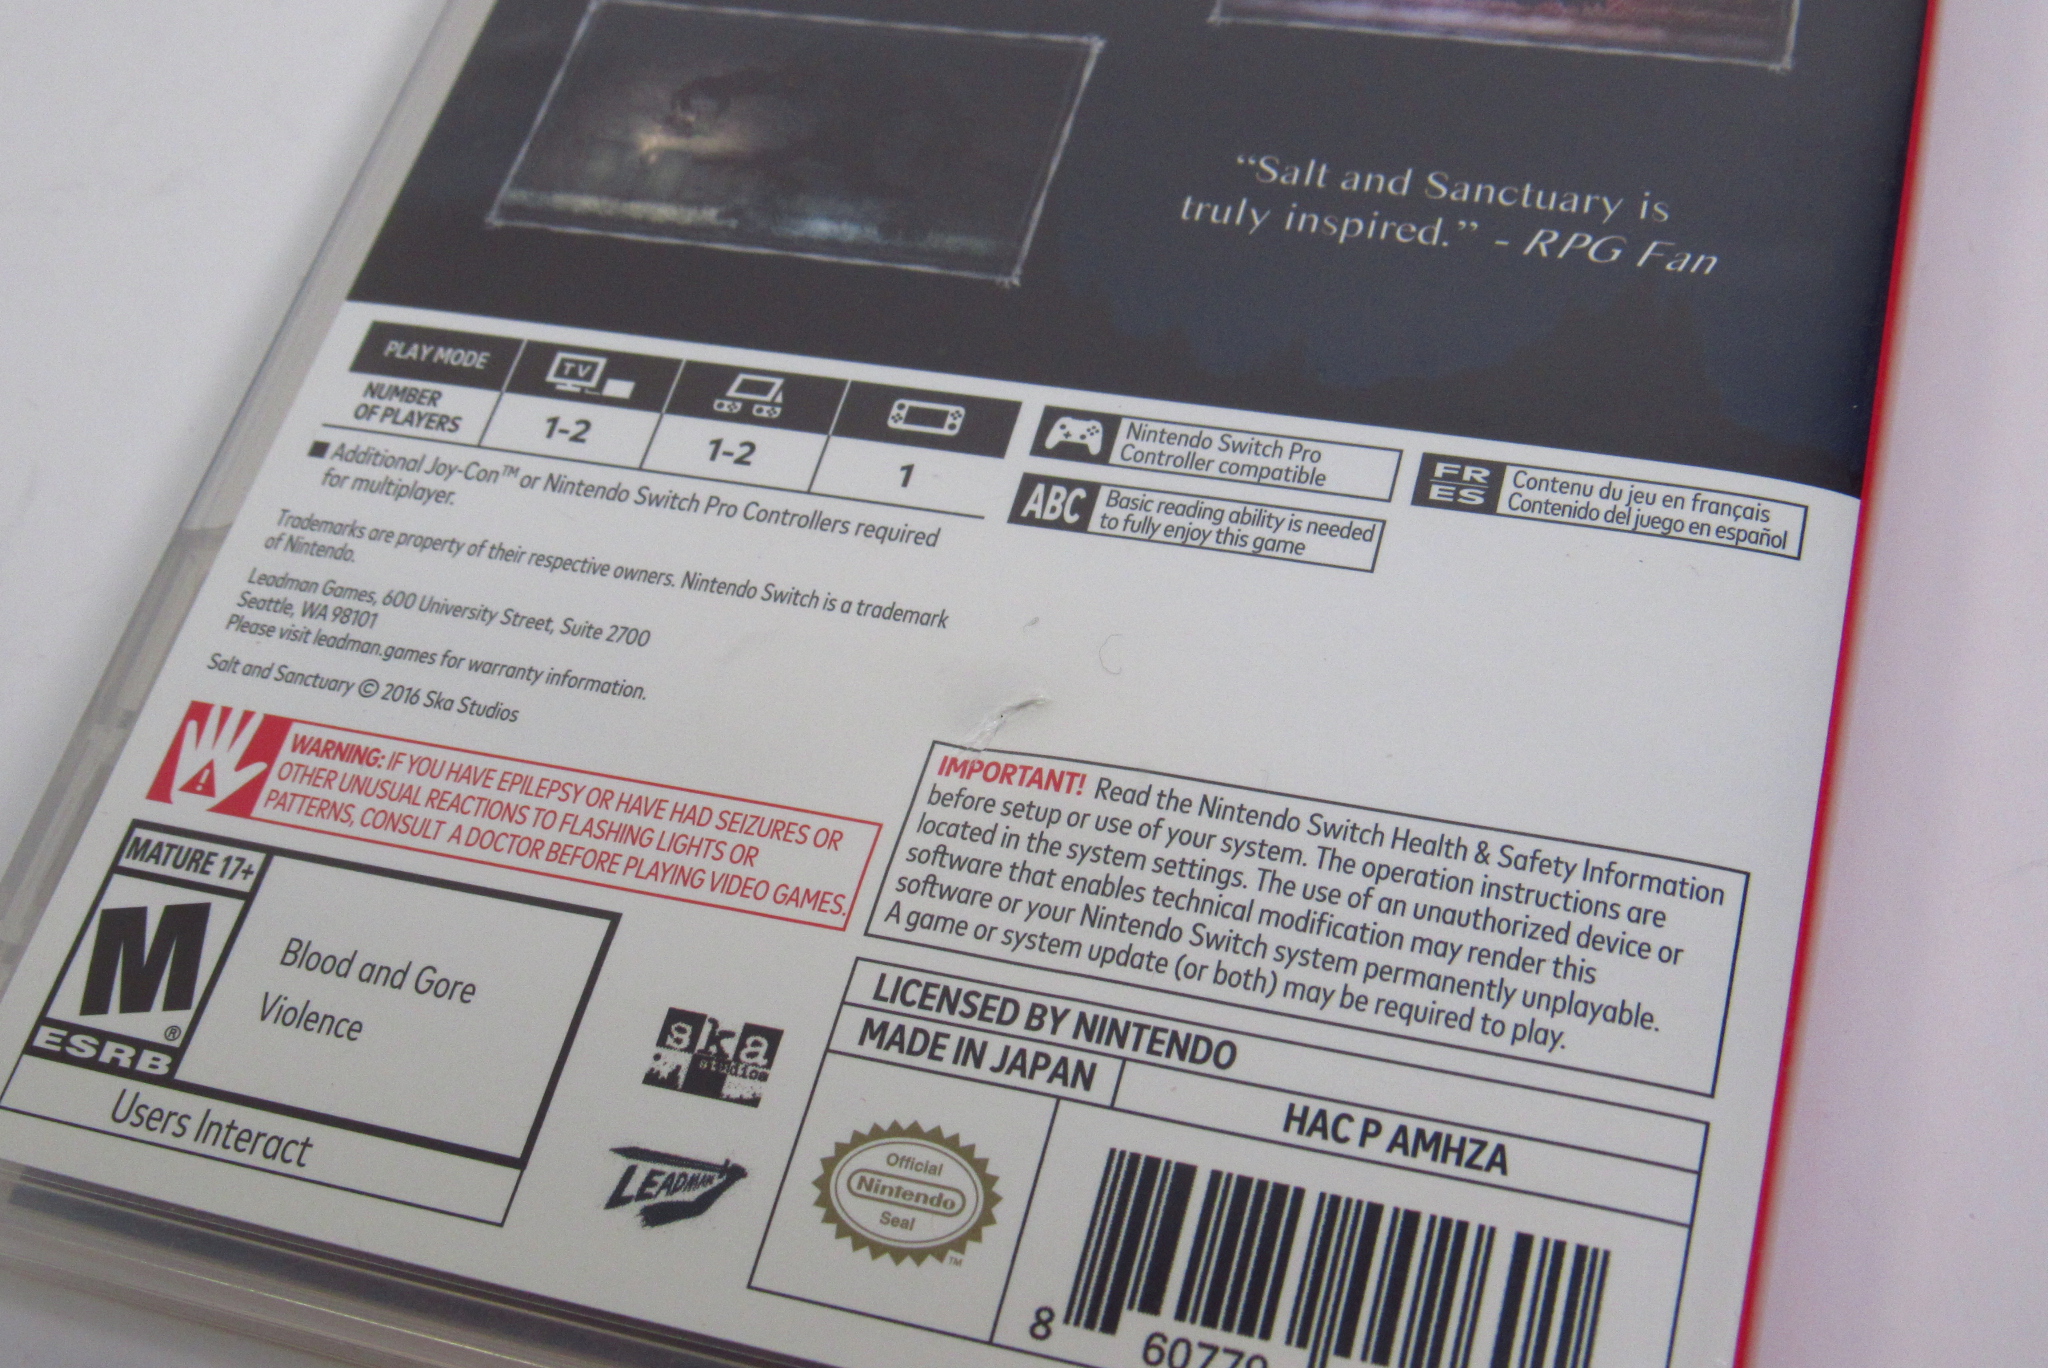 “Salt and Sanctuary is
truly inspired.” - RPG Fan
PLAY MODE
TV
NUMBER
OF PLAYERS
1-2
1-2
1
■ Additional Joy-Con™ or Nintendo Switch Pro Controllers required
for multiplayer.
Nintendo Switch Pro
Controller compatible
ABC
Basic reading ability is needed
to fully enjoy this game
FR
ES
Contenu du jeu en français
Contenido del juego en español
Trademarks are property of their respective owners. Nintendo Switch is a trademark
of Nintendo.
Leadman Games, 600 University Street, Suite 2700
Seattle, WA 98101
Please visit leadman.games for warranty information.
Salt and Sanctuary © 2016 Ska Studios
WARNING: IF YOU HAVE EPILEPSY OR HAVE HAD SEIZURES OR
OTHER UNUSUAL REACTIONS TO FLASHING LIGHTS OR
PATTERNS, CONSULT A DOCTOR BEFORE PLAYING VIDEO GAMES.
IMPORTANT! Read the Nintendo Switch Health & Safety Information
before setup or use of your system. The operation instructions are
located in the system settings. The use of an unauthorized device or
software that enables technical modification may render this
software or your Nintendo Switch system permanently unplayable.
A game or system update (or both) may be required to play.
MATURE 17+
M
®
ESRB
Blood and Gore
Violence
Users Interact
ska
studios
LEADMAN
LICENSED BY NINTENDO
MADE IN JAPAN
HAC P AMHZA
Official
Nintendo
Seal
™
8
60779